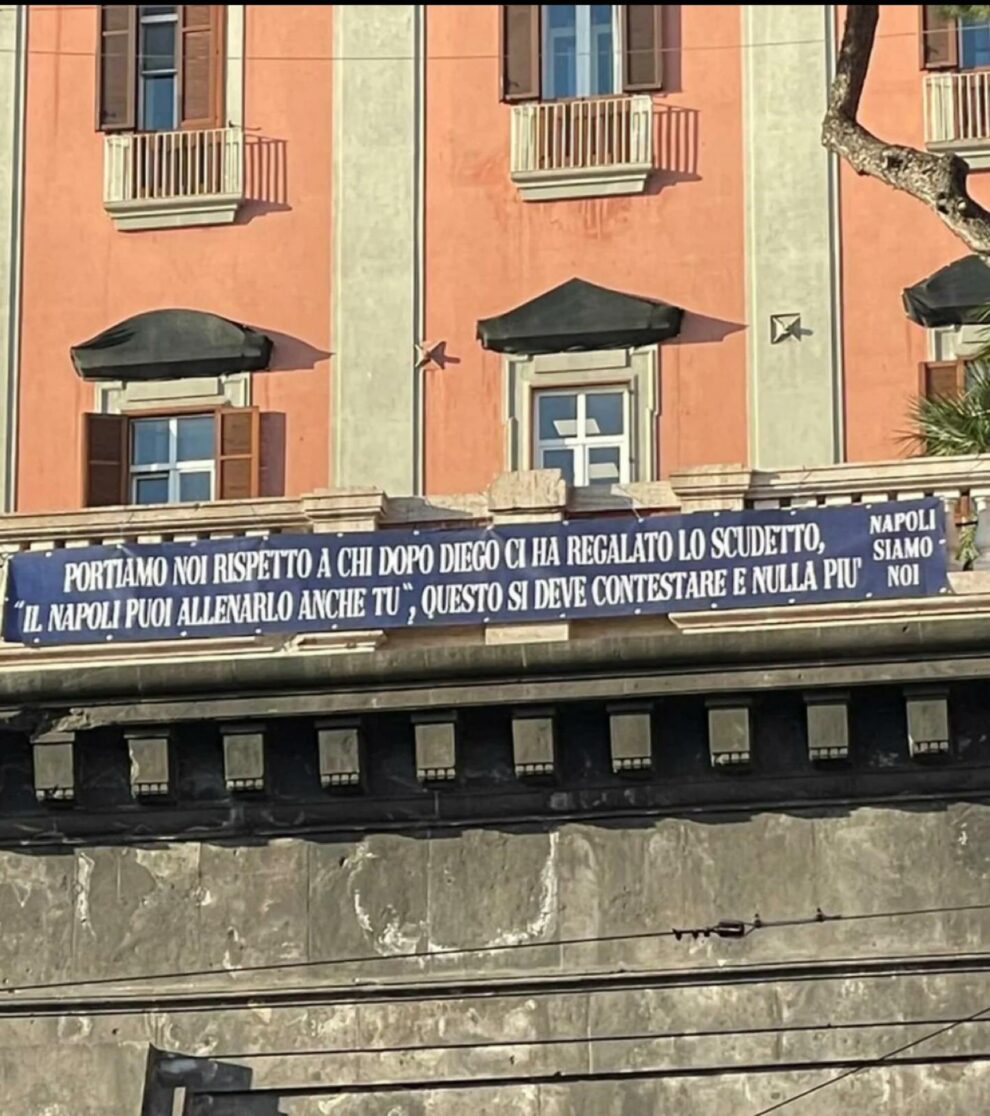 PORTIAMO NOI RISPETTO A CHI DOPO DIEGO CI HA REGALATO LO SCUDETTO,
"IL NAPOLI PUOI ALLENARLO ANCHE TU", QUESTO SI DEVE CONTESTARE E NULLA PIU'
NAPOLI
SIAMO
NOI